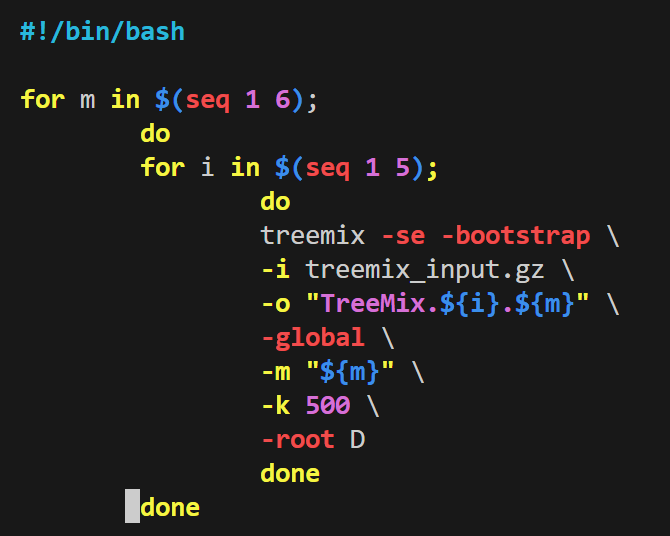 #!/bin/bash

for m in $(seq 1 6);
        do
        for i in $(seq 1 5);
                do
                treemix -se -bootstrap \
                -i treemix_input.gz \
                -o "TreeMix.${i}.${m}" \
                -global \
                -m "${m}" \
                -k 500 \
                -root D
                done
        done